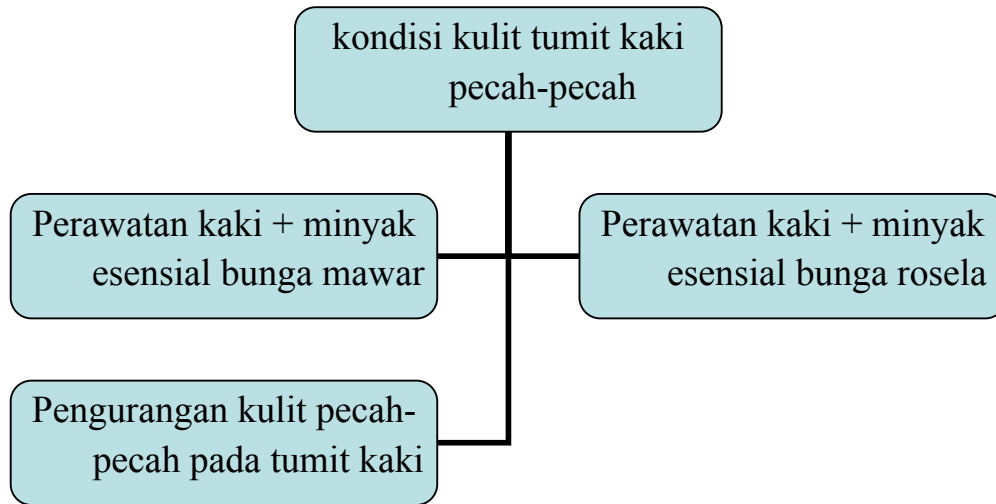 kondisi kulit tumit kaki
pecah-pecah
Perawatan kaki + minyak
esensial bunga mawar
Perawatan kaki + minyak
esensial bunga rosela
Pengurangan kulit pecah-
pecah pada tumit kaki